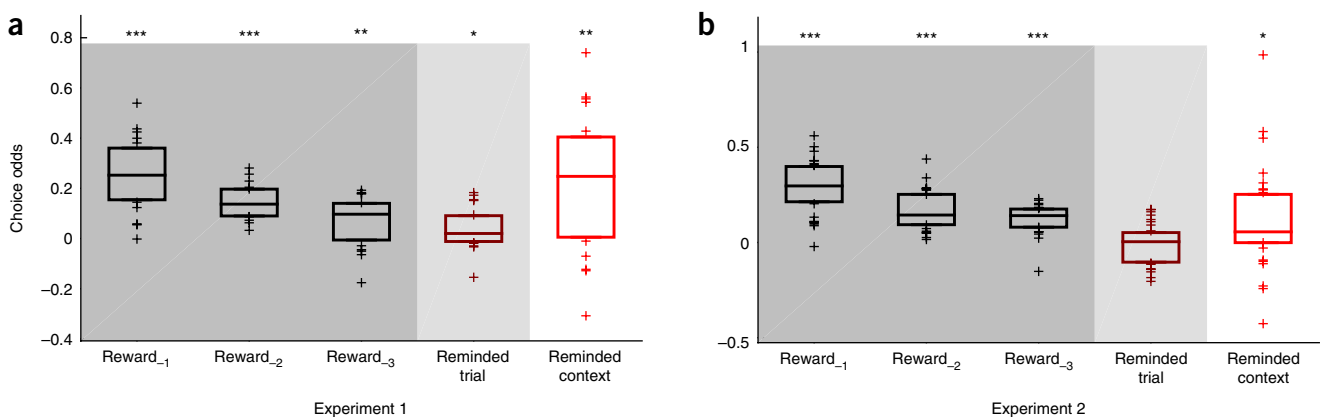 a
*** *** ** * **
0.8
0.6
0.4
0.2
0
–0.2
–0.4
Choice odds
Reward–1 Reward–2 Reward–3 Reminded trial Reminded context
Experiment 1
b
*** *** *** * *
1
0.5
0
–0.5
Reward–1 Reward–2 Reward–3 Reminded trial Reminded context
Experiment 2